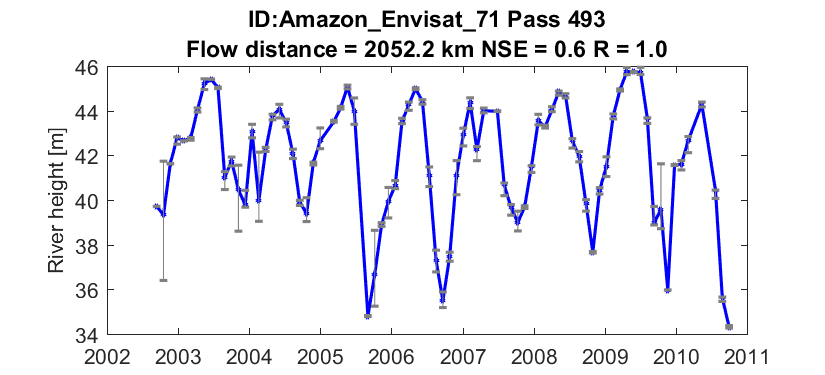 ID:Amazon_Envisat_71 Pass 493
Flow distance = 2052.2 km NSE = 0.6 R = 1.0
River height [m]
46
44
42
40
38
36
34
2002 2003 2004 2005 2006 2007 2008 2009 2010 2011